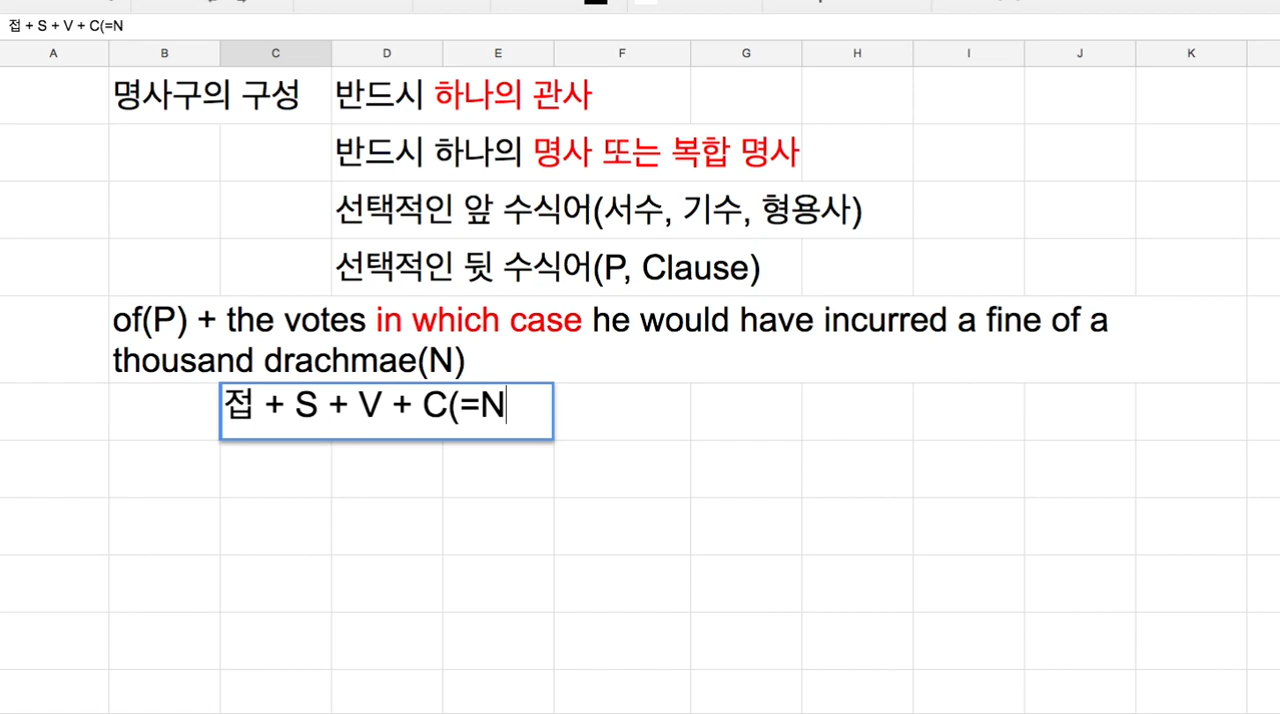 접 + S + V + C(=N
A B C D E F G H I J K
명사구의 구성 반드시 하나의 관사
반드시 하나의 명사 또는 복합 명사
선택적인 앞 수식어(서수, 기수, 형용사)
선택적인 뒷 수식어(P, Clause)
of(P) + the votes in which case he would have incurred a fine of a
thousand drachmae(N)
접 + S + V + C(=N